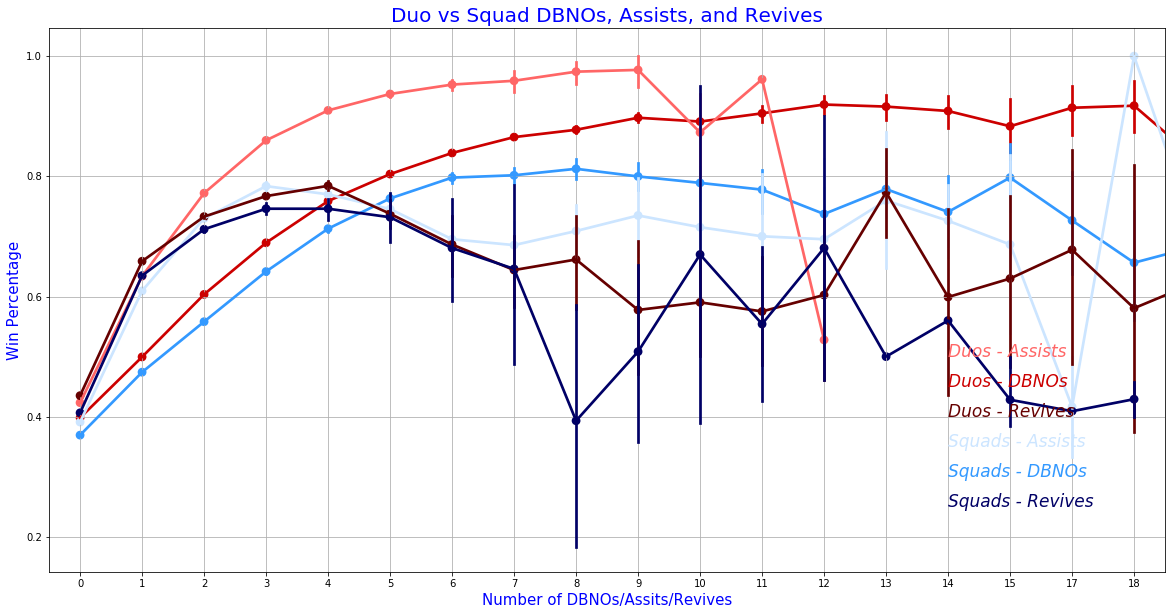 Duo vs Squad DBNOs, Assists, and Revives
Win Percentage
1.0
0.8
0.6
0.4
0.2
Duos - Assists
Duos - DBNOs
Duos - Revives
Squads - Assists
Squads - DBNOs
Squads - Revives
0 1 2 3 4 5 6 7 8 9 10 11 12 13 14 15 17 18
Number of DBNOs/Assits/Revives